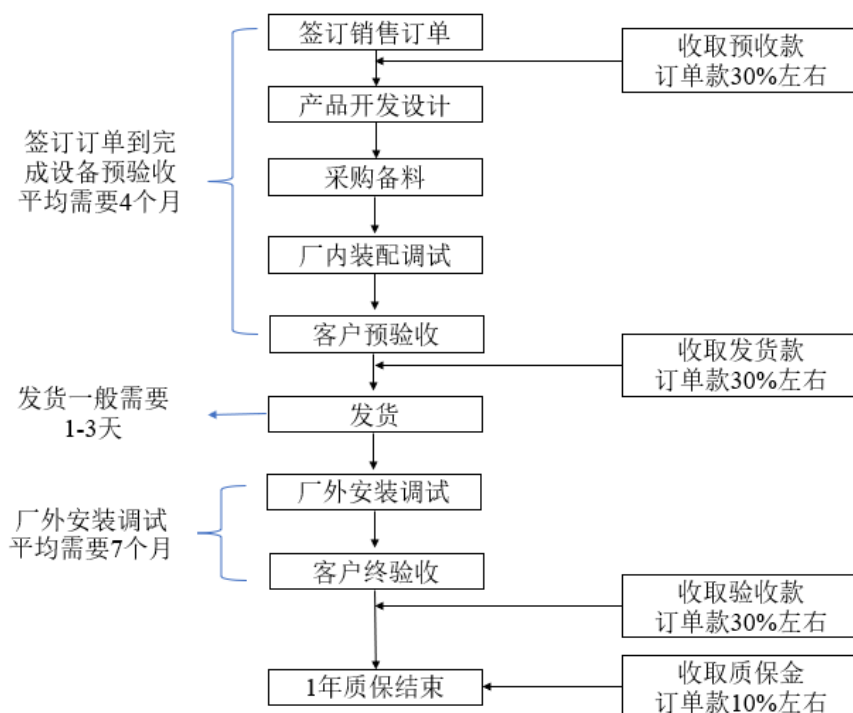 签订销售订单
收取预收款
订单款30%左右
产品开发设计
签订订单到完
成设备预验收
平均需要4个月
采购备料
厂内装配调试
客户预验收
收取发货款
订单款30%左右
发货一般需要
1-3天
发货
厂外安装调试
厂外安装调试
平均需要7个月
客户终验收
收取验收款
订单款30%左右
1年质保结束
收取质保金
订单款10%左右